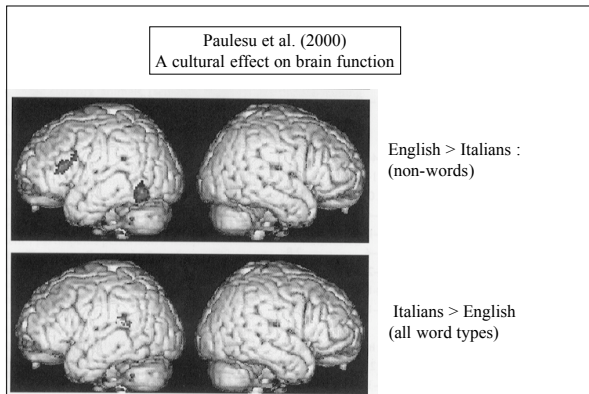 Paulesu et al. (2000)
A cultural effect on brain function
English > Italians :
(non-words)
Italians > English
(all word types)